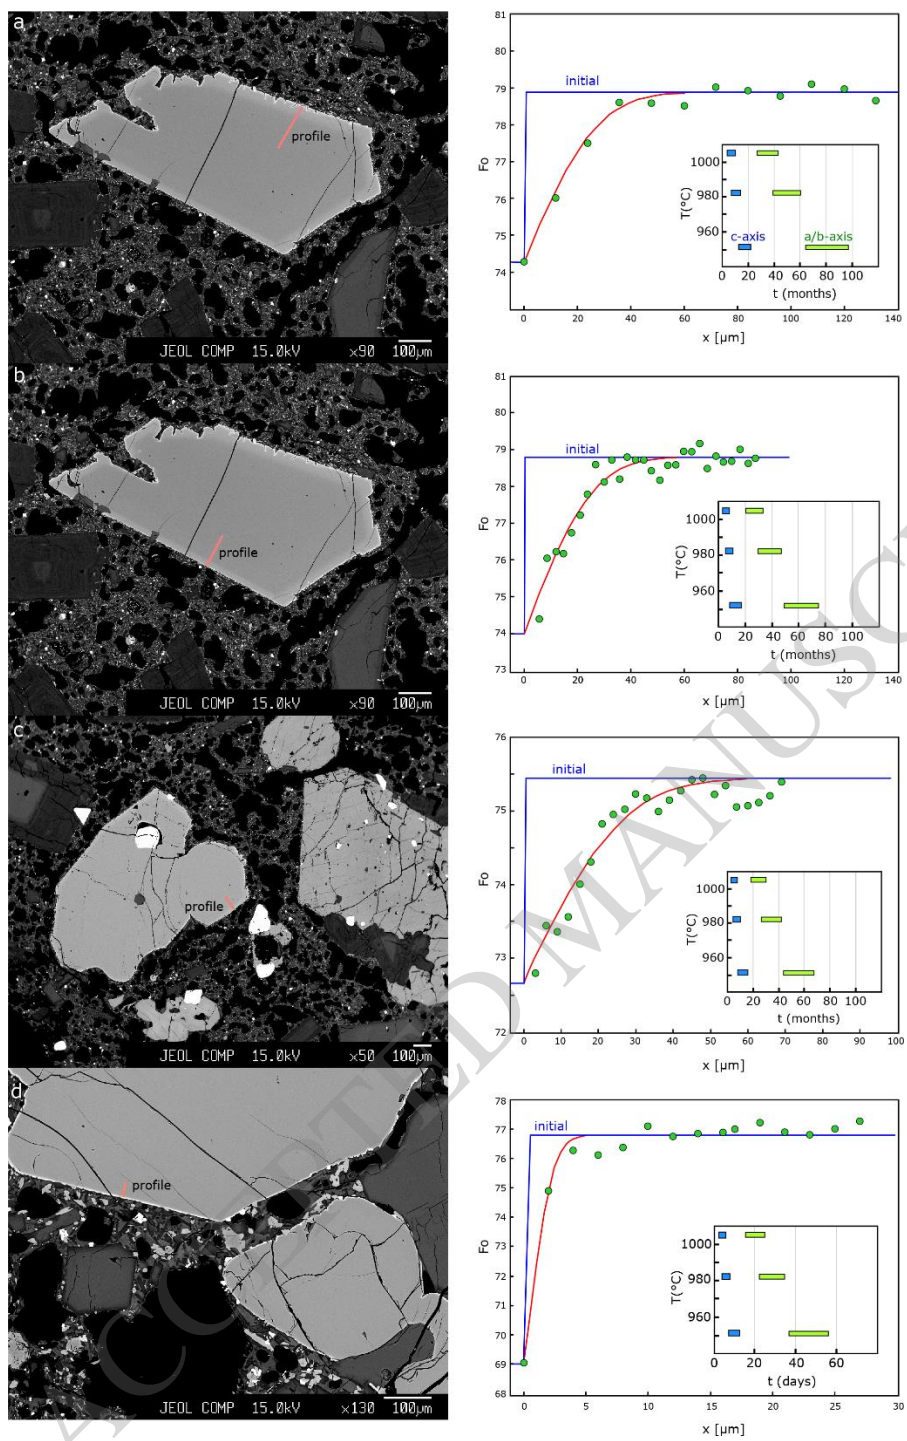 a
profile
JEOL COMP 15.0kV ×90 100µm
81
80
79
78
77
76
75
74
73
Fo
initial
1000
980
960
T(°C)
c-axis
a/b-axis
0 20 40 60 80 100
t (months)
0 20 40 60 80 100 120 140
x [µm]
b
profile
JEOL COMP 15.0kV ×90 100µm
81
80
79
78
77
76
75
74
73
Fo
initial
1000
980
960
T(°C)
0 20 40 60 80 100
t (months)
0 20 40 60 80 100 120 140
x [µm]
c
profile
JEOL COMP 15.0kV ×50 100µm
76
75
74
73
72
Fo
initial
1000
980
960
T(°C)
0 20 40 60 80 100
t (months)
0 10 20 30 40 50 60 70 80 90 100
x [µm]
d
profile
JEOL COMP 15.0kV ×130 100µm
78
77
76
75
74
73
72
71
70
69
68
Fo
initial
1000
980
960
T(°C)
0 20 40 60
t (days)
0 5 10 15 20 25 30
x [µm]
ACCEPTED MANUSC